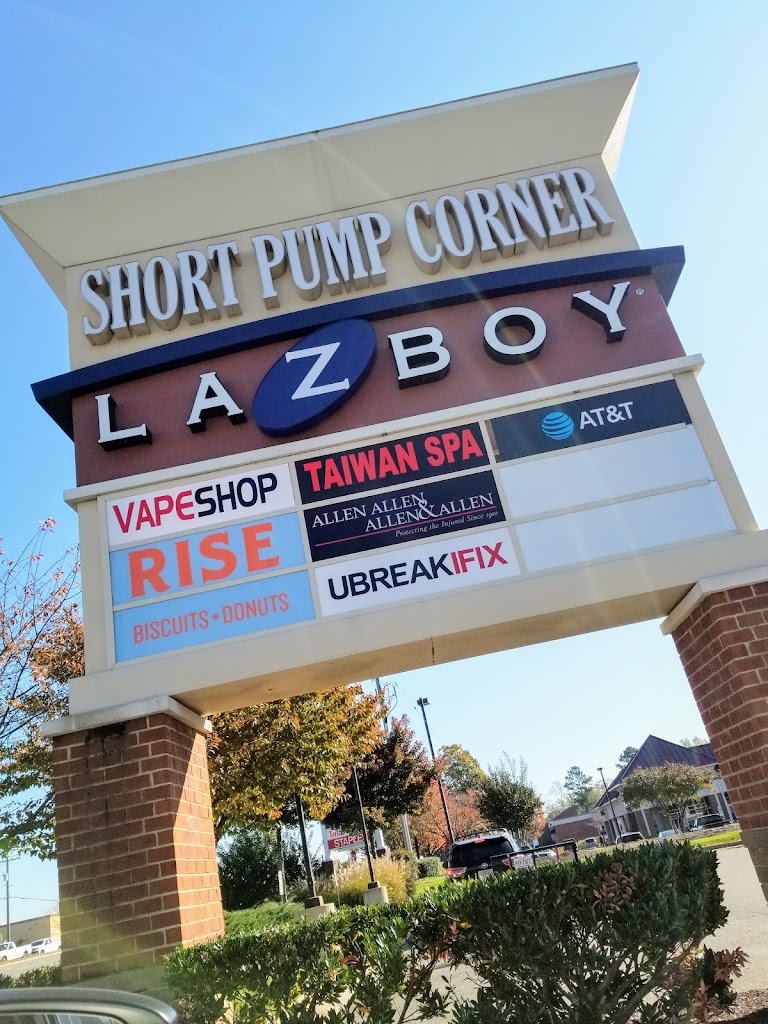 SHORT PUMP CORNER
LAZBOY
VAPESHOP
TAIWAN SPA
AT&T
RISE
ALLEN ALLEN
ALLEN&ALLEN
Protecting the Injured Since 1910
BISCUITS • DONUTS
UBREAKIFIX
STAPLES